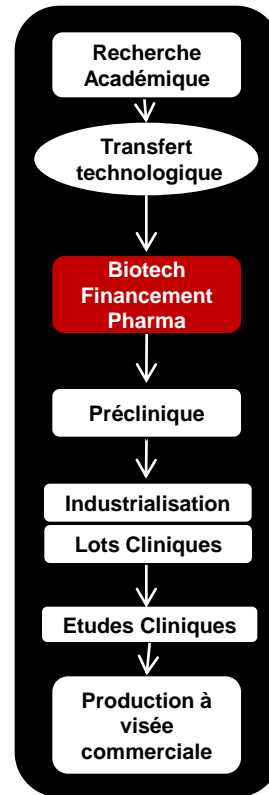 Recherche
Académique
Transfert
technologique
Biotech
Financement
Pharma
Préclinique
Industrialisation
Lots Cliniques
Etudes Cliniques
Production à
visée
commerciale